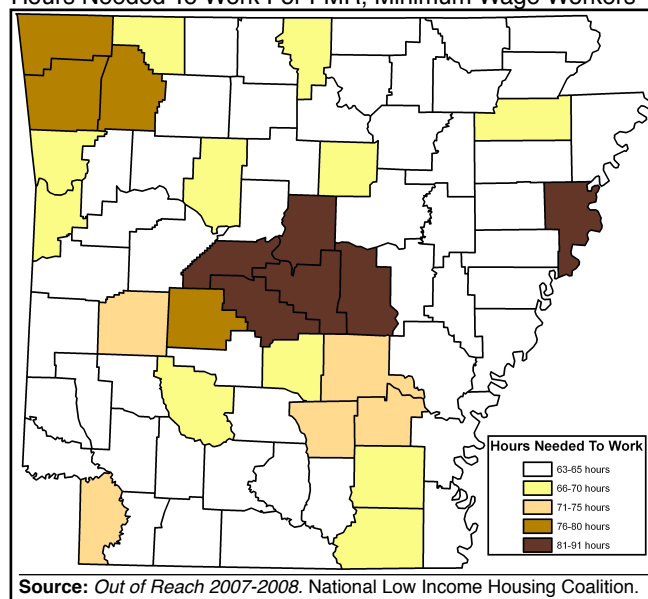 Hours Needed To Work For FMR, Minimum Wage Workers
Hours Needed To Work
63-65 hours
66-70 hours
71-75 hours
76-80 hours
81-91 hours
Source: Out of Reach 2007-2008. National Low Income Housing Coalition.